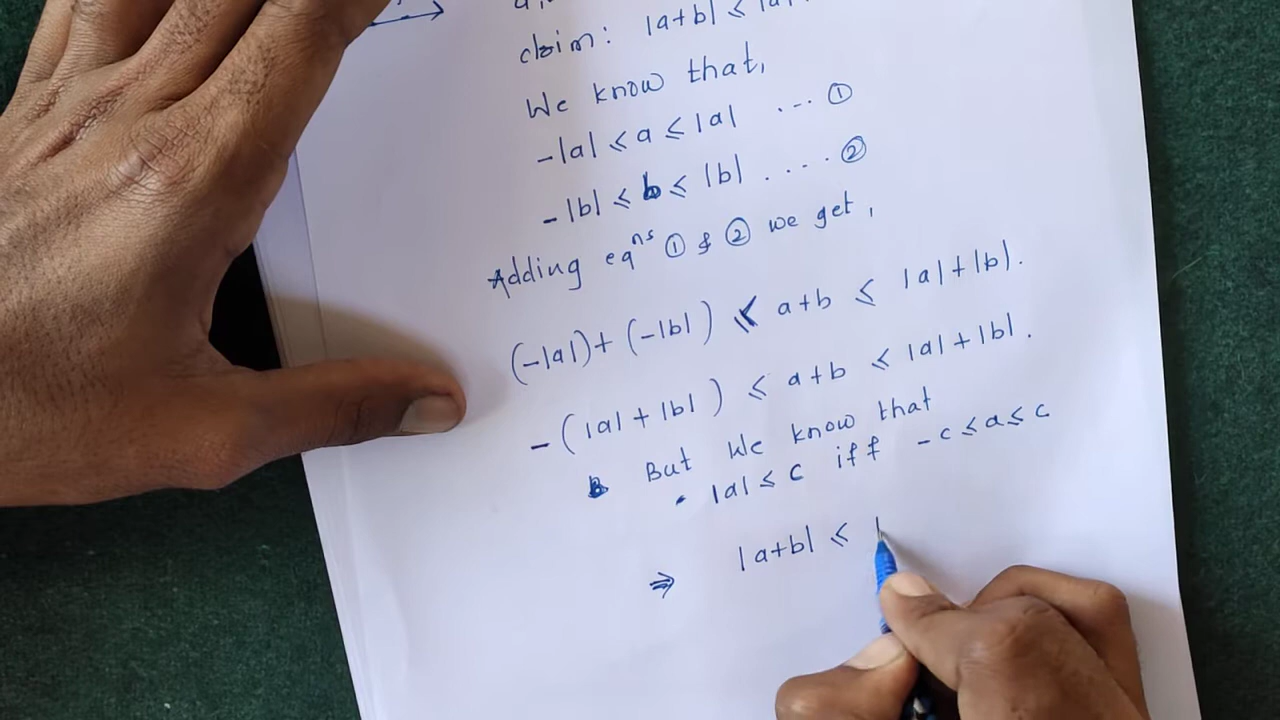 claim: |a+b| ≤ |a|
We know that,
-|a| ≤ a ≤ |a| ... ①
-|b| ≤ b ≤ |b| ..... ②
Adding eqⁿˢ ① & ② we get,
(-|a|) + (-|b|) ≤ a+b ≤ |a|+|b|.
-(|a| + |b|) ≤ a+b ≤ |a|+|b|.
But We know that
|a| ≤ c iff -c ≤ a ≤ c
⇒ |a+b| ≤ |